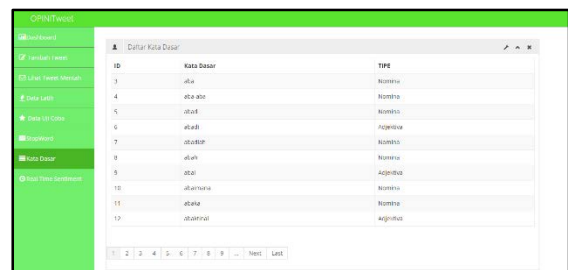 OPINITweet
Dashboard
Tambah Tweet
Lihat Tweet Mentah
Data Latih
Data Uji Coba
StopWord
Kata Dasar
Real Time Sentiment
Daftar Kata Dasar
ID Kata Dasar TIPE
3 aba Nomina
4 aba-aba Nomina
5 abad Nomina
6 abadi Adjektiva
7 abadiah Nomina
8 abah Nomina
9 abai Adjektiva
10 abaimana Nomina
11 abaka Nomina
12 abaktinal Adjektiva
1 2 3 4 5 6 7 8 9 ... Next Last